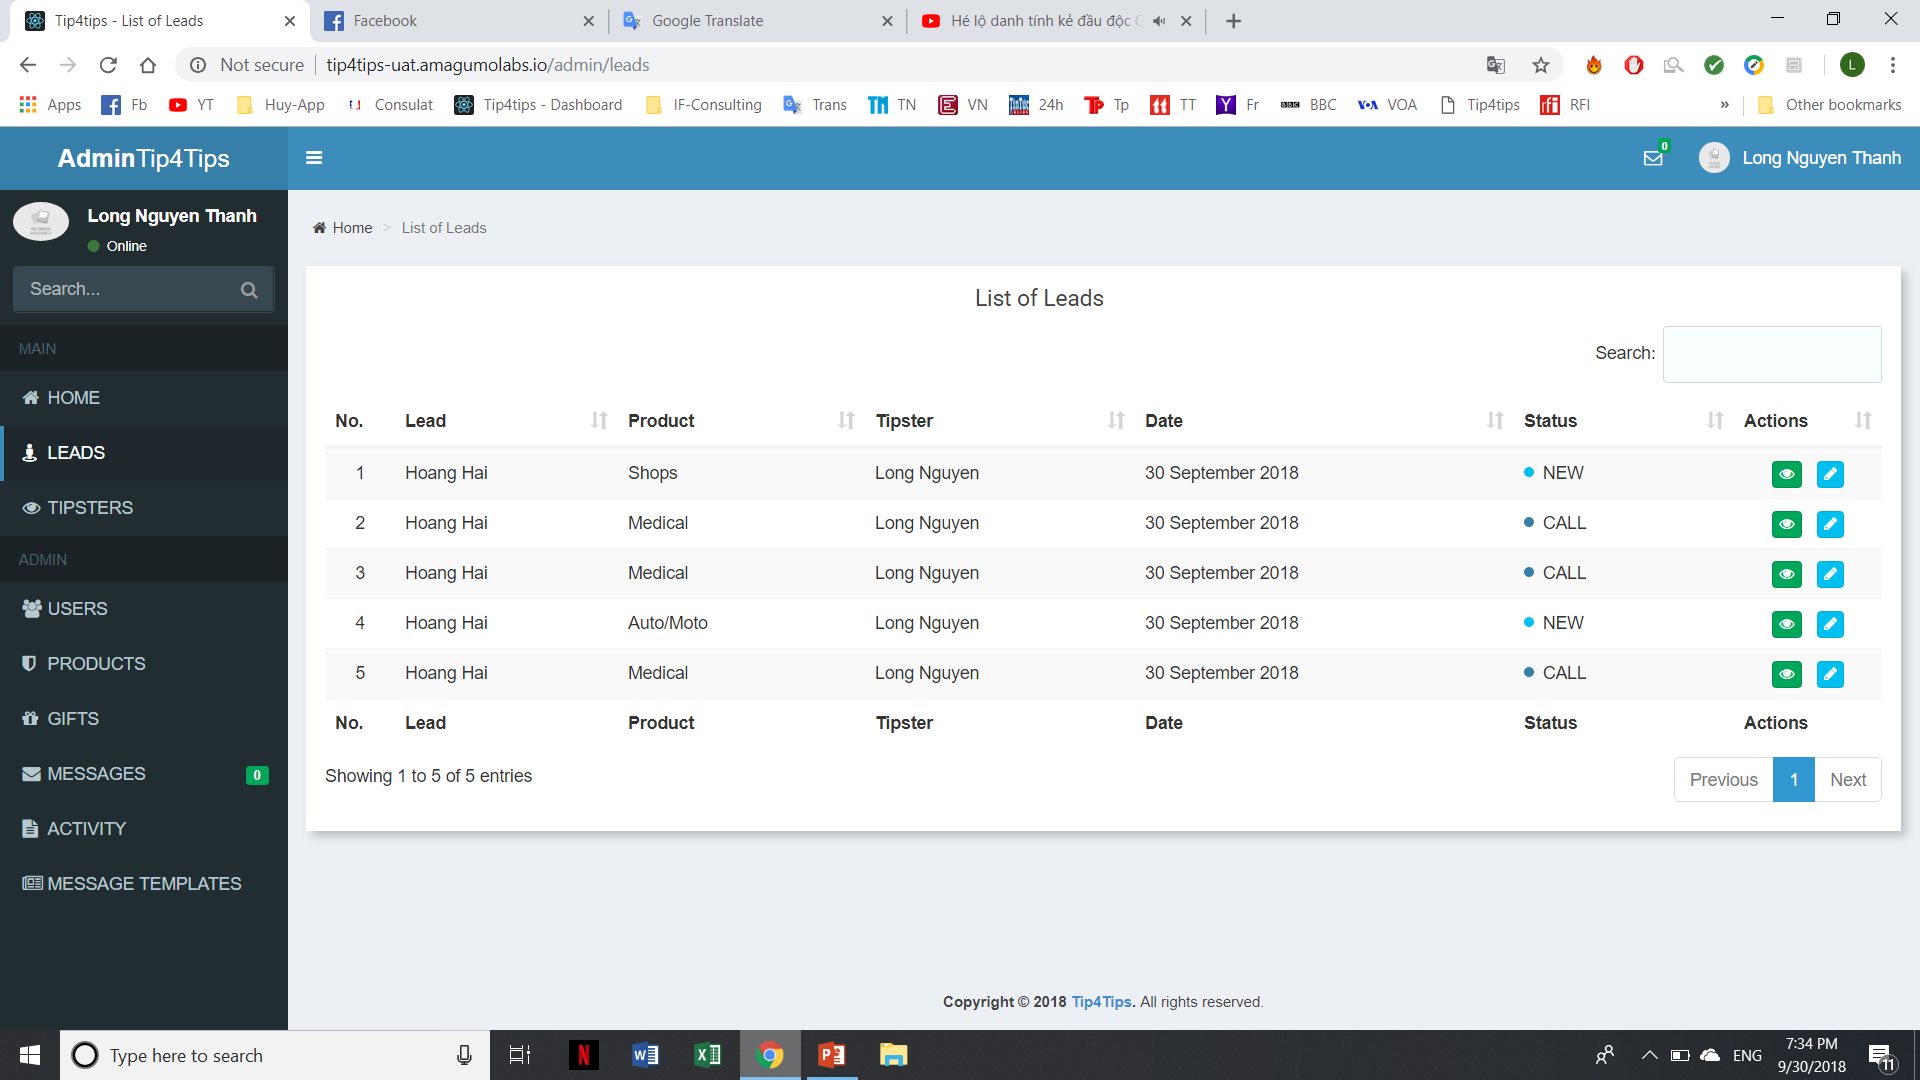 Tip4tips - List of Leads
Facebook
Google Translate
Hé lộ danh tính kẻ đầu độc
Not secure
tip4tips-uat.amagumolabs.io/admin/leads
L
Apps
Fb
YT
Huy-App
Consulat
Tip4tips - Dashboard
IF-Consulting
Trans
TN
VN
24h
Tp
TT
Fr
BBC
VOA
Tip4tips
RFI
» Other bookmarks
AdminTip4Tips
0
Long Nguyen Thanh
Long Nguyen Thanh
Online
Search...
MAIN
HOME
LEADS
TIPSTERS
ADMIN
USERS
PRODUCTS
GIFTS
MESSAGES 0
ACTIVITY
MESSAGE TEMPLATES
Home > List of Leads
List of Leads
Search:
No. Lead Product Tipster Date Status Actions
1 Hoang Hai Shops Long Nguyen 30 September 2018 NEW
2 Hoang Hai Medical Long Nguyen 30 September 2018 CALL
3 Hoang Hai Medical Long Nguyen 30 September 2018 CALL
4 Hoang Hai Auto/Moto Long Nguyen 30 September 2018 NEW
5 Hoang Hai Medical Long Nguyen 30 September 2018 CALL
No. Lead Product Tipster Date Status Actions
Showing 1 to 5 of 5 entries
Previous 1 Next
Copyright © 2018 Tip4Tips. All rights reserved.
Type here to search
ENG
7:34 PM
9/30/2018
11